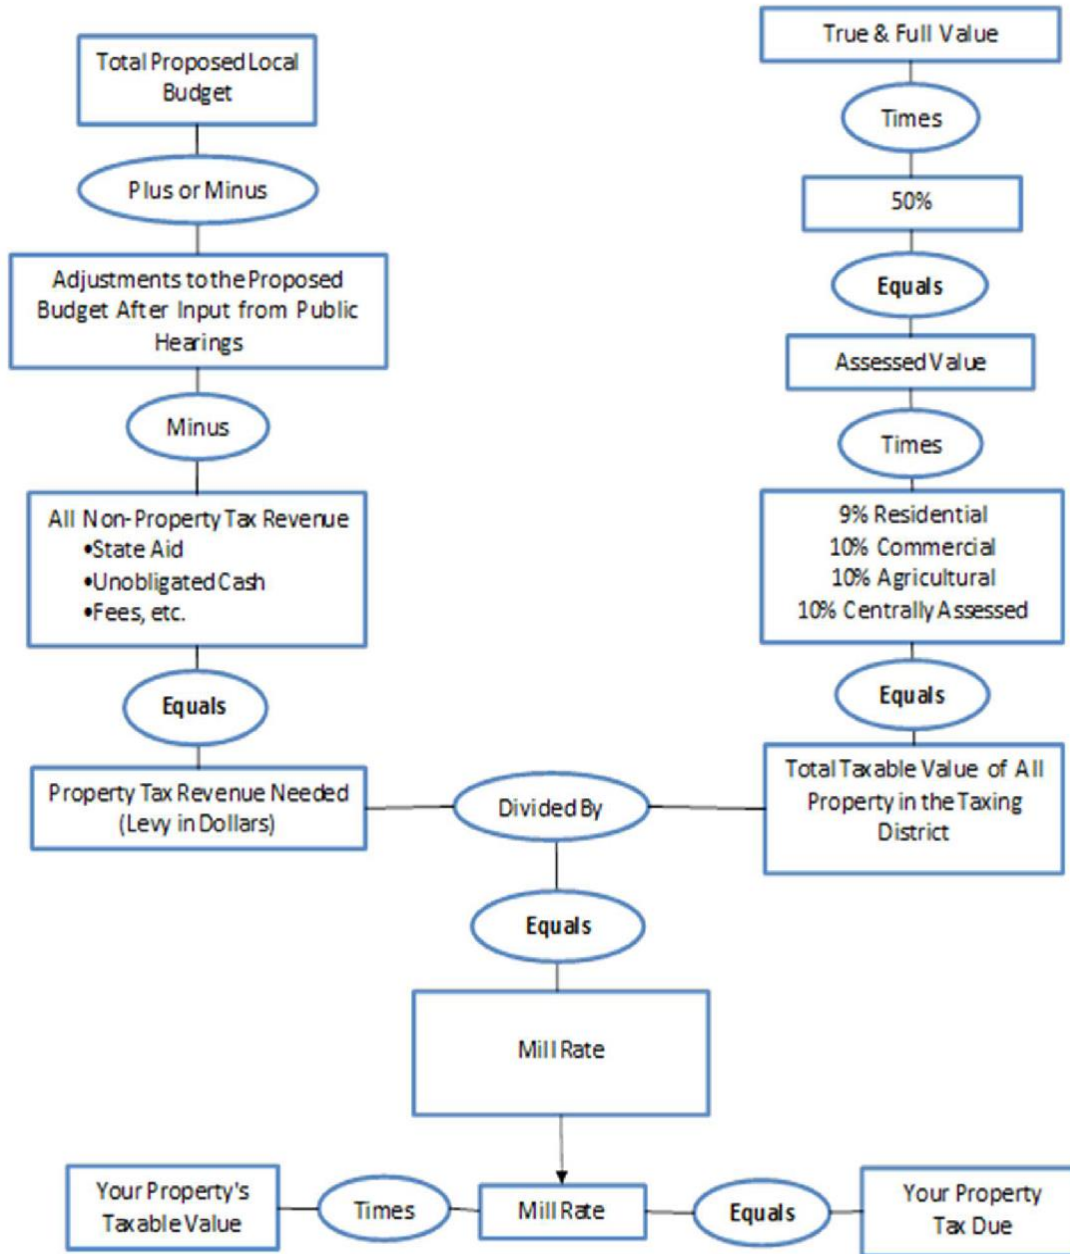 Total Proposed Local
Budget
Plus or Minus
Adjustments to the Proposed
Budget After Input from Public
Hearings
Minus
All Non-Property Tax Revenue
•State Aid
•Unobligated Cash
•Fees, etc.
Equals
Property Tax Revenue Needed
(Levy in Dollars)
True & Full Value
Times
50%
Equals
Assessed Value
Times
9% Residential
10% Commercial
10% Agricultural
10% Centrally Assessed
Equals
Total Taxable Value of All
Property in the Taxing
District
Divided By
Equals
Mill Rate
Your Property's
Taxable Value
Times
Mill Rate
Equals
Your Property
Tax Due